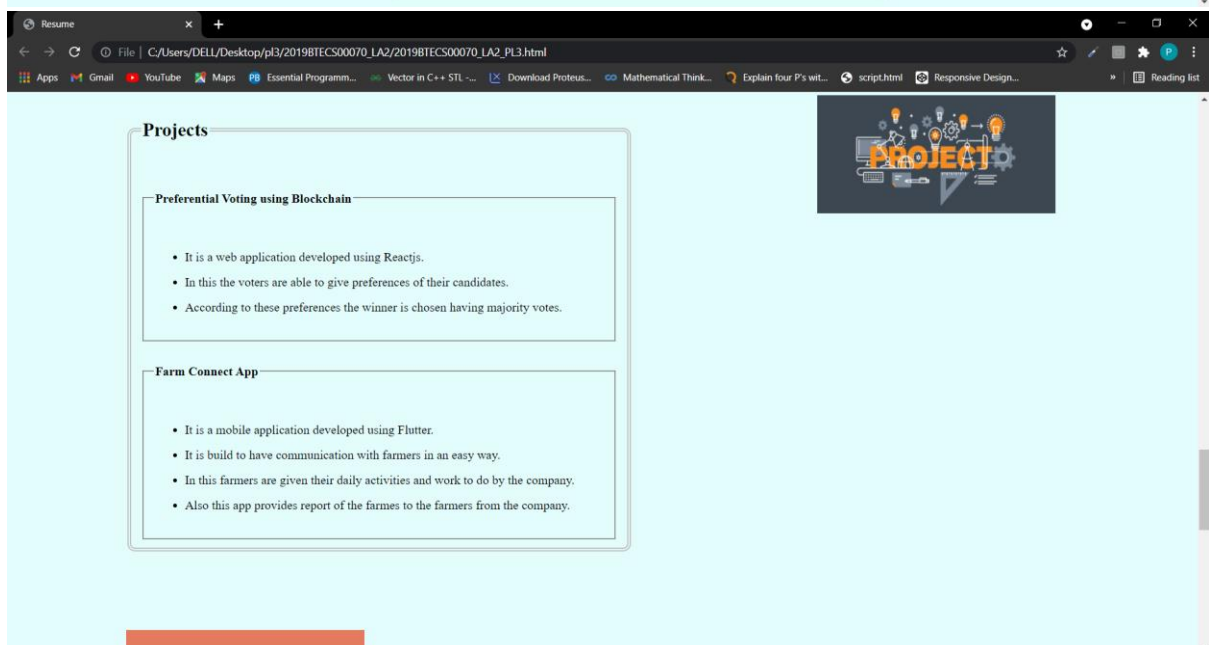 Resume
File | C:/Users/DELL/Desktop/pl3/2019BTECS00070_LA2/2019BTECS00070_LA2_PL3.html
Apps Gmail YouTube Maps PB Essential Programm... Vector in C++ STL -... Download Proteus... Mathematical Think... Explain four P's wit... script.html Responsive Design... » Reading list
P
Projects
PROJECT
Preferential Voting using Blockchain
• It is a web application developed using Reactjs.
• In this the voters are able to give preferences of their candidates.
• According to these preferences the winner is chosen having majority votes.
Farm Connect App
• It is a mobile application developed using Flutter.
• It is build to have communication with farmers in an easy way.
• In this farmers are given their daily activities and work to do by the company.
• Also this app provides report of the farmes to the farmers from the company.